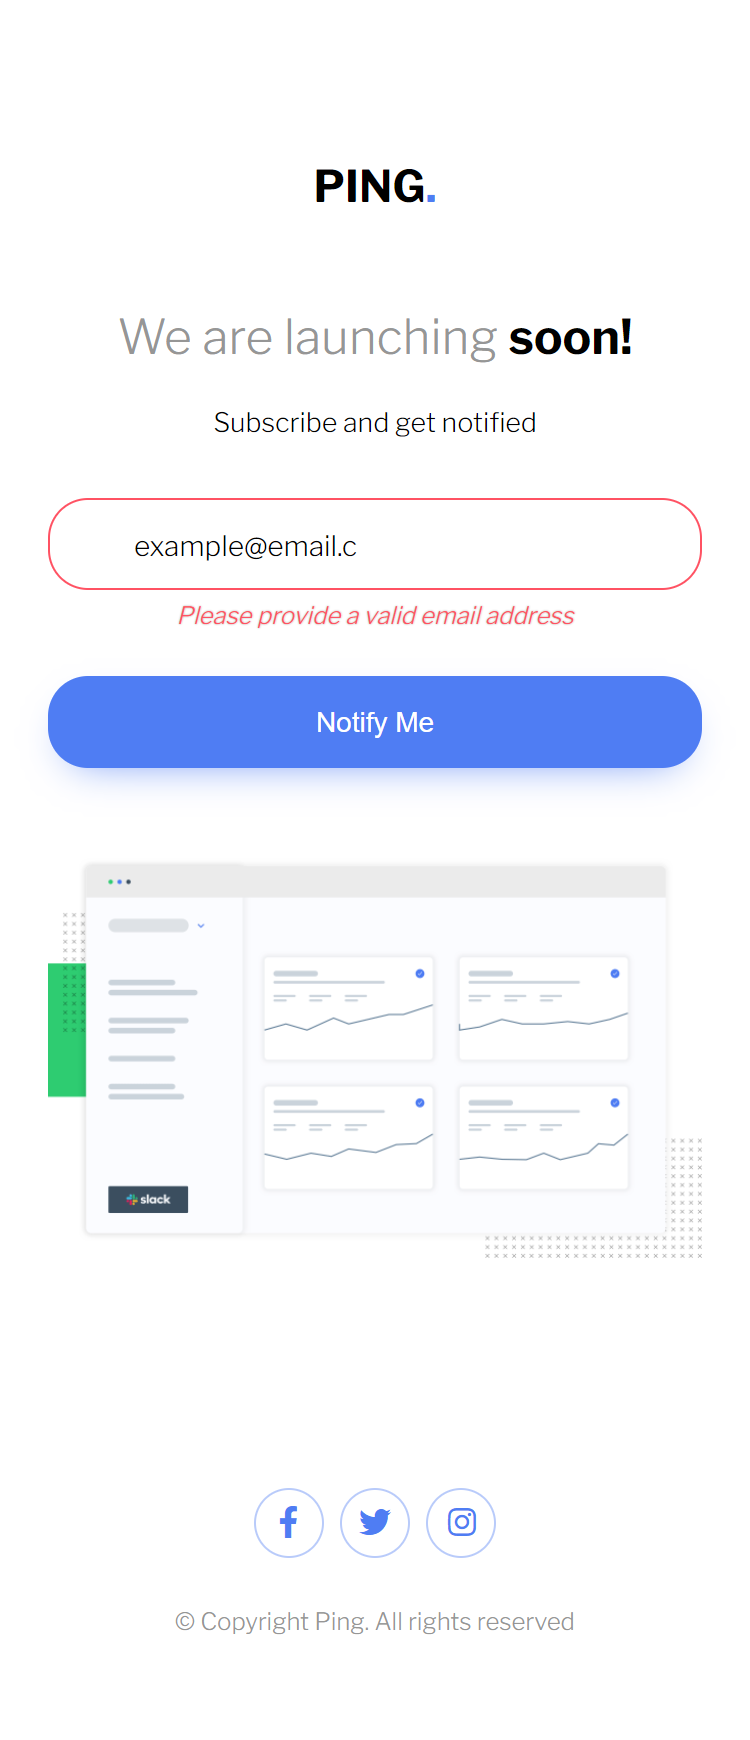 PING.
We are launching soon!
Subscribe and get notified
example@email.c
Please provide a valid email address
Notify Me
slack
© Copyright Ping. All rights reserved